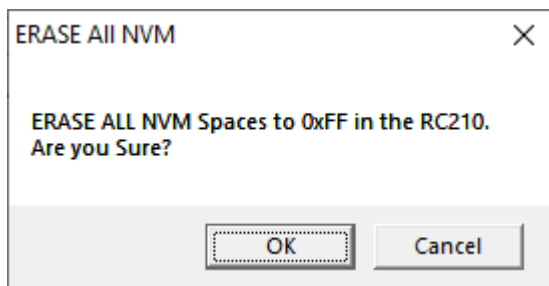 ERASE All NVM
ERASE ALL NVM Spaces to 0xFF in the RC210.
Are you Sure?
OK
Cancel